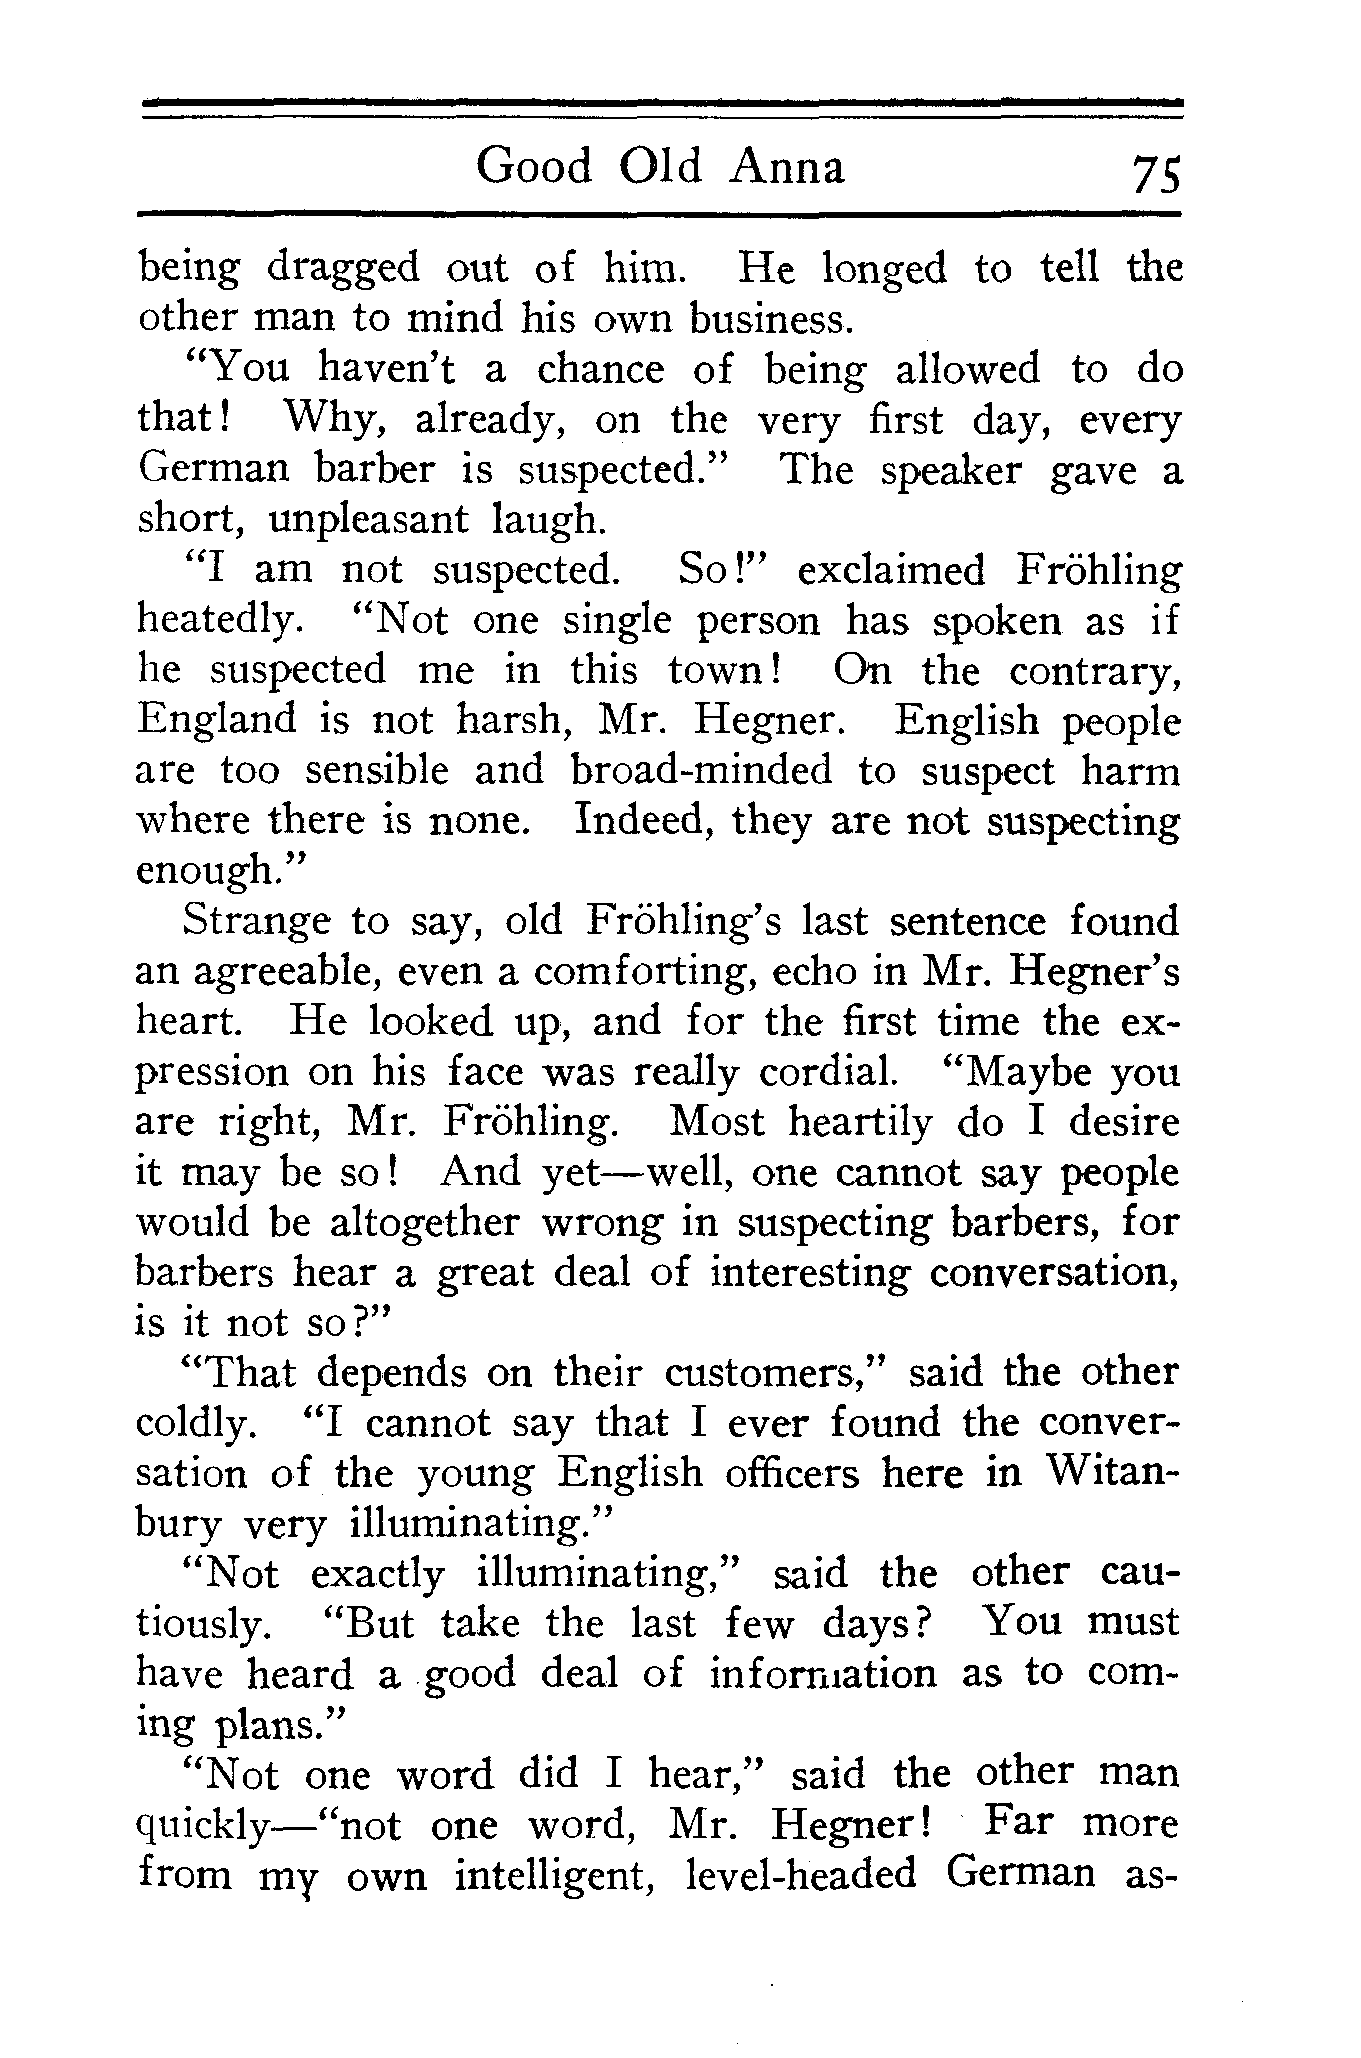 Good Old Anna 75
being dragged out of him. He longed to tell the
other man to mind his own business.
“You haven't a chance of being allowed to do
that! Why, already, on the very first day, every
German barber is suspected.” The speaker gave a
short, unpleasant laugh.
“I am not suspected. So!” exclaimed Fröhling
heatedly. “Not one single person has spoken as if
he suspected me in this town! On the contrary,
England is not harsh, Mr. Hegner. English people
are too sensible and broad-minded to suspect harm
where there is none. Indeed, they are not suspecting
enough.”
Strange to say, old Fröhling's last sentence found
an agreeable, even a comforting, echo in Mr. Hegner's
heart. He looked up, and for the first time the ex-
pression on his face was really cordial. “Maybe you
are right, Mr. Fröhling. Most heartily do I desire
it may be so! And yet—well, one cannot say people
would be altogether wrong in suspecting barbers, for
barbers hear a great deal of interesting conversation,
is it not so?”
“That depends on their customers,” said the other
coldly. “I cannot say that I ever found the conver-
sation of the young English officers here in Witan-
bury very illuminating.”
“Not exactly illuminating,” said the other cau-
tiously. “But take the last few days? You must
have heard a good deal of information as to com-
ing plans.”
“Not one word did I hear,” said the other man
quickly—“not one word, Mr. Hegner! Far more
from my own intelligent, level-headed German as-